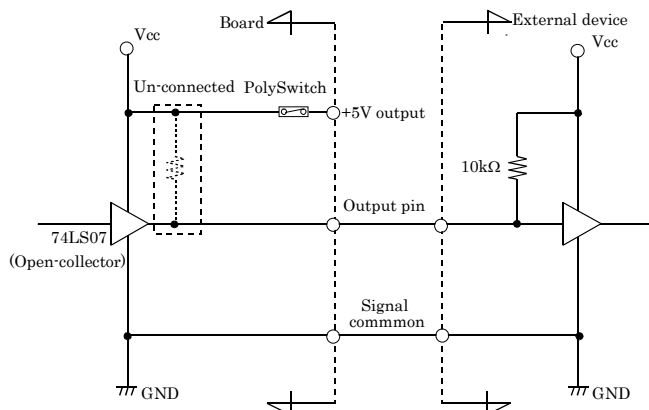 Board
External device
Vcc
Vcc
Un-connected
PolySwitch
+5V output
10kΩ
Output pin
74LS07
(Open-collector)
Signal
commmon
GND
GND